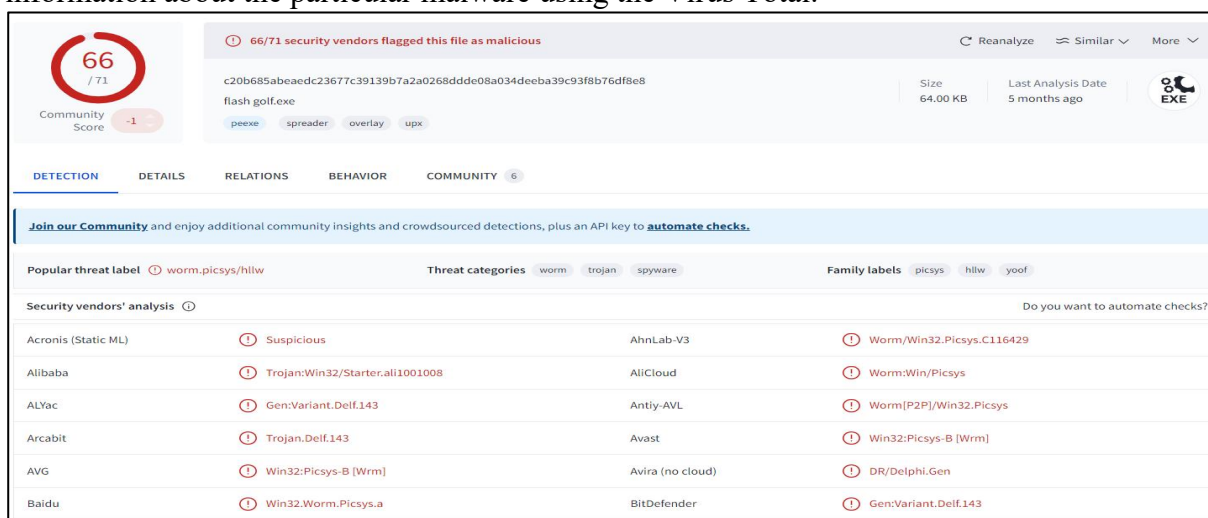 information about the particular malware using the Virus Total.
66
/ 71
Community
Score
-1
66/71 security vendors flagged this file as malicious
Reanalyze Similar More
c20b685abeaedc23677c39139b7a2a0268ddde08a034deeba39c93f8b76df8e8
flash golf.exe
peexe spreader overlay upx
Size
64.00 KB
Last Analysis Date
5 months ago
EXE
DETECTION DETAILS RELATIONS BEHAVIOR COMMUNITY 6
Join our Community and enjoy additional community insights and crowdsourced detections, plus an API key to automate checks.
Popular threat label worm.picsys/hllw Threat categories worm trojan spyware Family labels picsys hllw yoof
Security vendors' analysis Do you want to automate checks?
Acronis (Static ML) Suspicious AhnLab-V3 Worm/Win32.Picsys.C116429
Alibaba Trojan:Win32/Starter.ali1001008 AliCloud Worm:Win/Picsys
ALYac Gen:Variant.Delf.143 Antiy-AVL Worm[P2P]/Win32.Picsys
Arcabit Trojan.Delf.143 Avast Win32:Picsys-B [Wrm]
AVG Win32:Picsys-B [Wrm] Avira (no cloud) DR/Delphi.Gen
Baidu Win32.Worm.Picsys.a BitDefender Gen:Variant.Delf.143